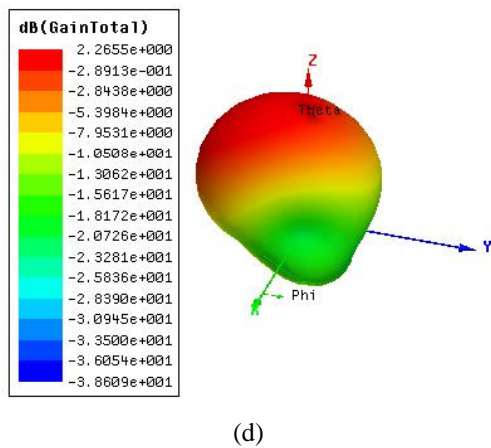 dB(GainTotal)
2.2655e+000
-2.8913e-001
-2.8438e+000
-5.3984e+000
-7.9531e+000
-1.0508e+001
-1.3062e+001
-1.5617e+001
-1.8172e+001
-2.0726e+001
-2.3281e+001
-2.5836e+001
-2.8390e+001
-3.0945e+001
-3.3500e+001
-3.6054e+001
-3.8609e+001
Z
Theta
Y
Phi
X
(d)